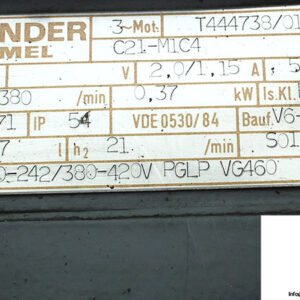 NDER 3~Mot. T444738/01
MEL C21-M1C4
V 2,0/1,15 A
380 /min 0,37 kW Is.Kl.
71 IP 54 VDE 0530/84 Bauf. V6-
7 l h2 21. /min S01
0-242/380-420V PGLP VG460